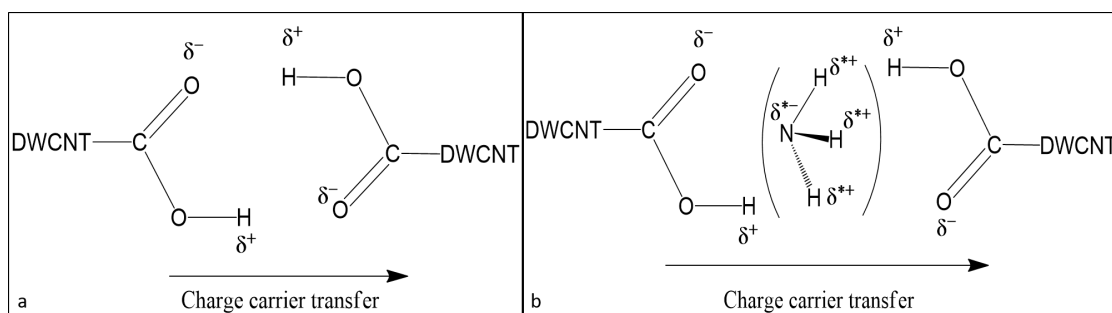 δ⁻
δ⁺
H
O
O
DWCNT
C
C
DWCNT
δ⁻
O
H
O
δ⁺
Charge carrier transfer
a
δ⁻
δ⁺
H
O
O
H
δ*⁺
δ*⁻
δ*⁺
DWCNT
C
N
H
C
DWCNT
H
δ*⁺
O
H
O
δ⁺
δ⁻
Charge carrier transfer
b